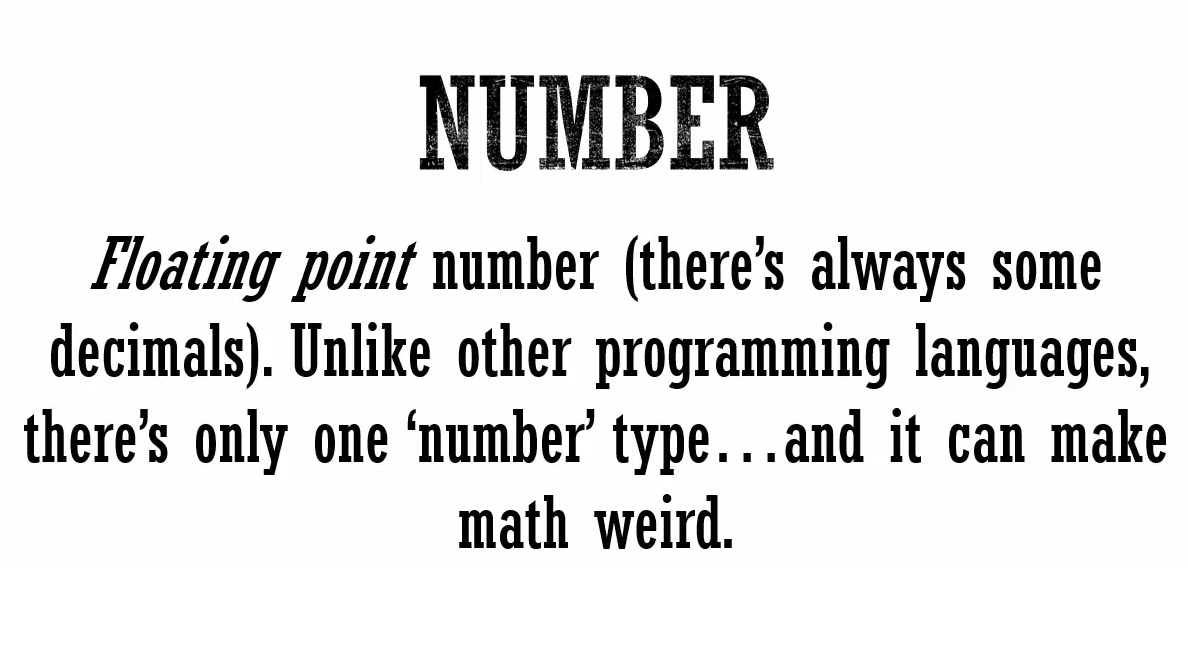 NUMBER
Floating point number (there’s always some
decimals). Unlike other programming languages,
there’s only one ‘number’ type...and it can make
math weird.